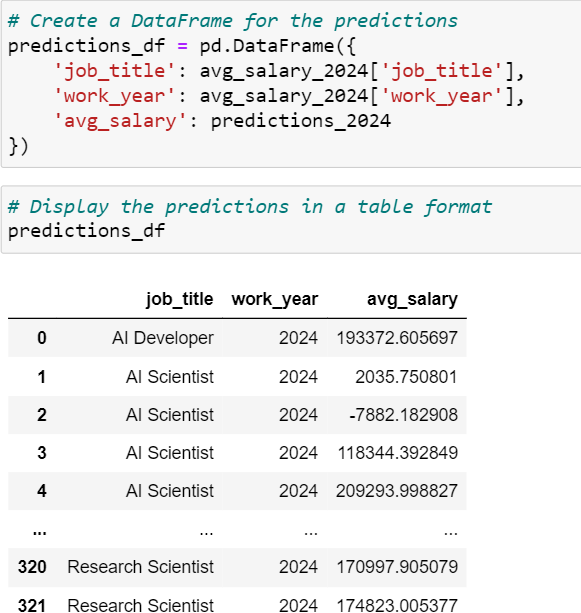 # Create a DataFrame for the predictions
predictions_df = pd.DataFrame({
    'job_title': avg_salary_2024['job_title'],
    'work_year': avg_salary_2024['work_year'],
    'avg_salary': predictions_2024
})
# Display the predictions in a table format
predictions_df
job_title work_year avg_salary
0 AI Developer 2024 193372.605697
1 AI Scientist 2024 2035.750801
2 AI Scientist 2024 -7882.182908
3 AI Scientist 2024 118344.392849
4 AI Scientist 2024 209293.998827
... ... ... ...
320 Research Scientist 2024 170997.905079
321 Research Scientist 2024 174823.005377